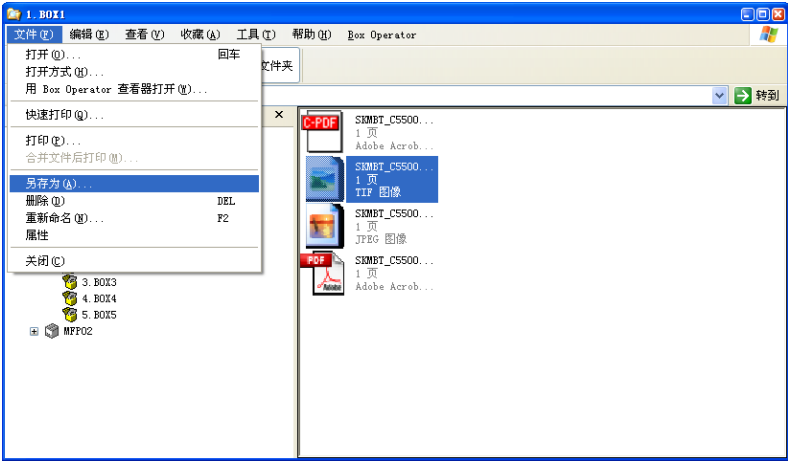 1. BOX1
文件(F) 编辑(E) 查看(V) 收藏(A) 工具(T) 帮助(H) Box Operator
打开(O)... 回车
打开方式(H)...
用 Box Operator 查看器打开(W)...
快速打印(Q)...
打印(P)...
合并文件后打印(M)...
另存为(A)...
删除(D) DEL
重新命名(N)... F2
属性
关闭(C)
文件夹
转到
3. BOX3
4. BOX4
5. BOX5
MFP02
C-PDF
SKMBT_C5500...
1 页
Adobe Acrob...
SKMBT_C5500...
1 页
TIF 图像
SKMBT_C5500...
1 页
JPEG 图像
PDF
Adobe
SKMBT_C5500...
1 页
Adobe Acrob...